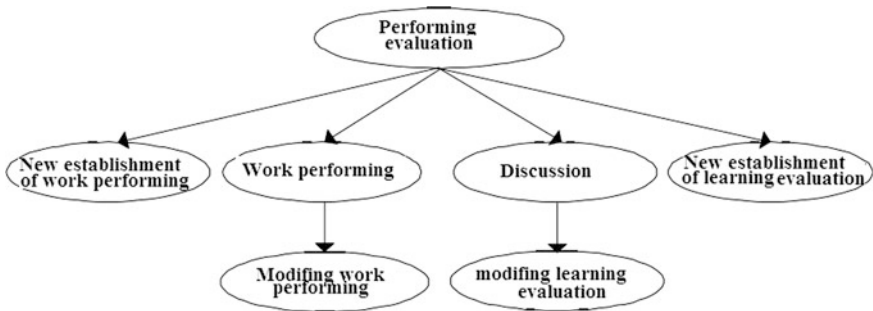 Performing
evaluation
New establishment
of work performing
Work performing
Discussion
New establishment
of learning evaluation
Modifing work
performing
modifing learning
evaluation